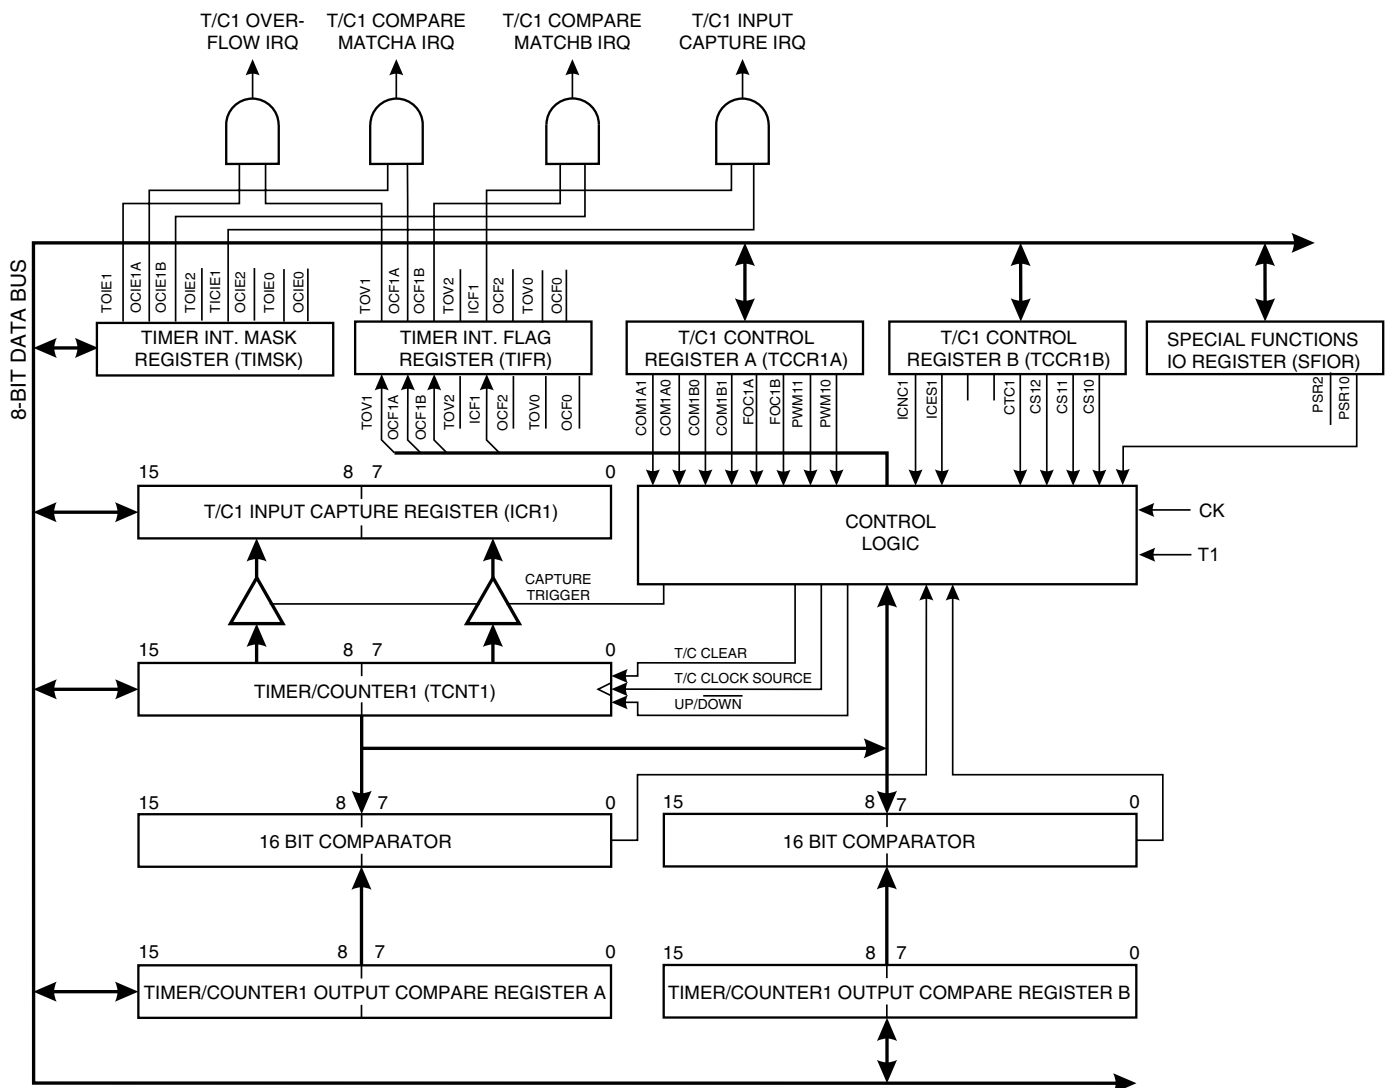 T/C1 OVER-
FLOW IRQ
T/C1 COMPARE
MATCHA IRQ
T/C1 COMPARE
MATCHB IRQ
T/C1 INPUT
CAPTURE IRQ
8-BIT DATA BUS
TOIE1
OCIE1A
OCIE1B
TOIE2
TICIE1
OCIE2
TOIE0
OCIE0
TOV1
OCF1A
OCF1B
TOV2
ICF1
OCF2
TOV0
OCF0
TIMER INT. MASK
REGISTER (TIMSK)
TIMER INT. FLAG
REGISTER (TIFR)
T/C1 CONTROL
REGISTER A (TCCR1A)
T/C1 CONTROL
REGISTER B (TCCR1B)
SPECIAL FUNCTIONS
IO REGISTER (SFIOR)
TOV1
OCF1A
OCF1B
TOV2
ICF1
OCF2
TOV0
OCF0
COM1A1
COM1A0
COM1B0
COM1B1
FOC1A
FOC1B
PWM11
PWM10
ICNC1
ICES1
CTC1
CS12
CS11
CS10
PSR2
PSR10
15 8 7 0
T/C1 INPUT CAPTURE REGISTER (ICR1)
CONTROL
LOGIC
CK
T1
CAPTURE
TRIGGER
15 8 7 0
TIMER/COUNTER1 (TCNT1)
T/C CLEAR
T/C CLOCK SOURCE
UP/DOWN
15 8 7 0
16 BIT COMPARATOR
15 8 7 0
16 BIT COMPARATOR
15 8 7 0
TIMER/COUNTER1 OUTPUT COMPARE REGISTER A
15 8 7 0
TIMER/COUNTER1 OUTPUT COMPARE REGISTER B